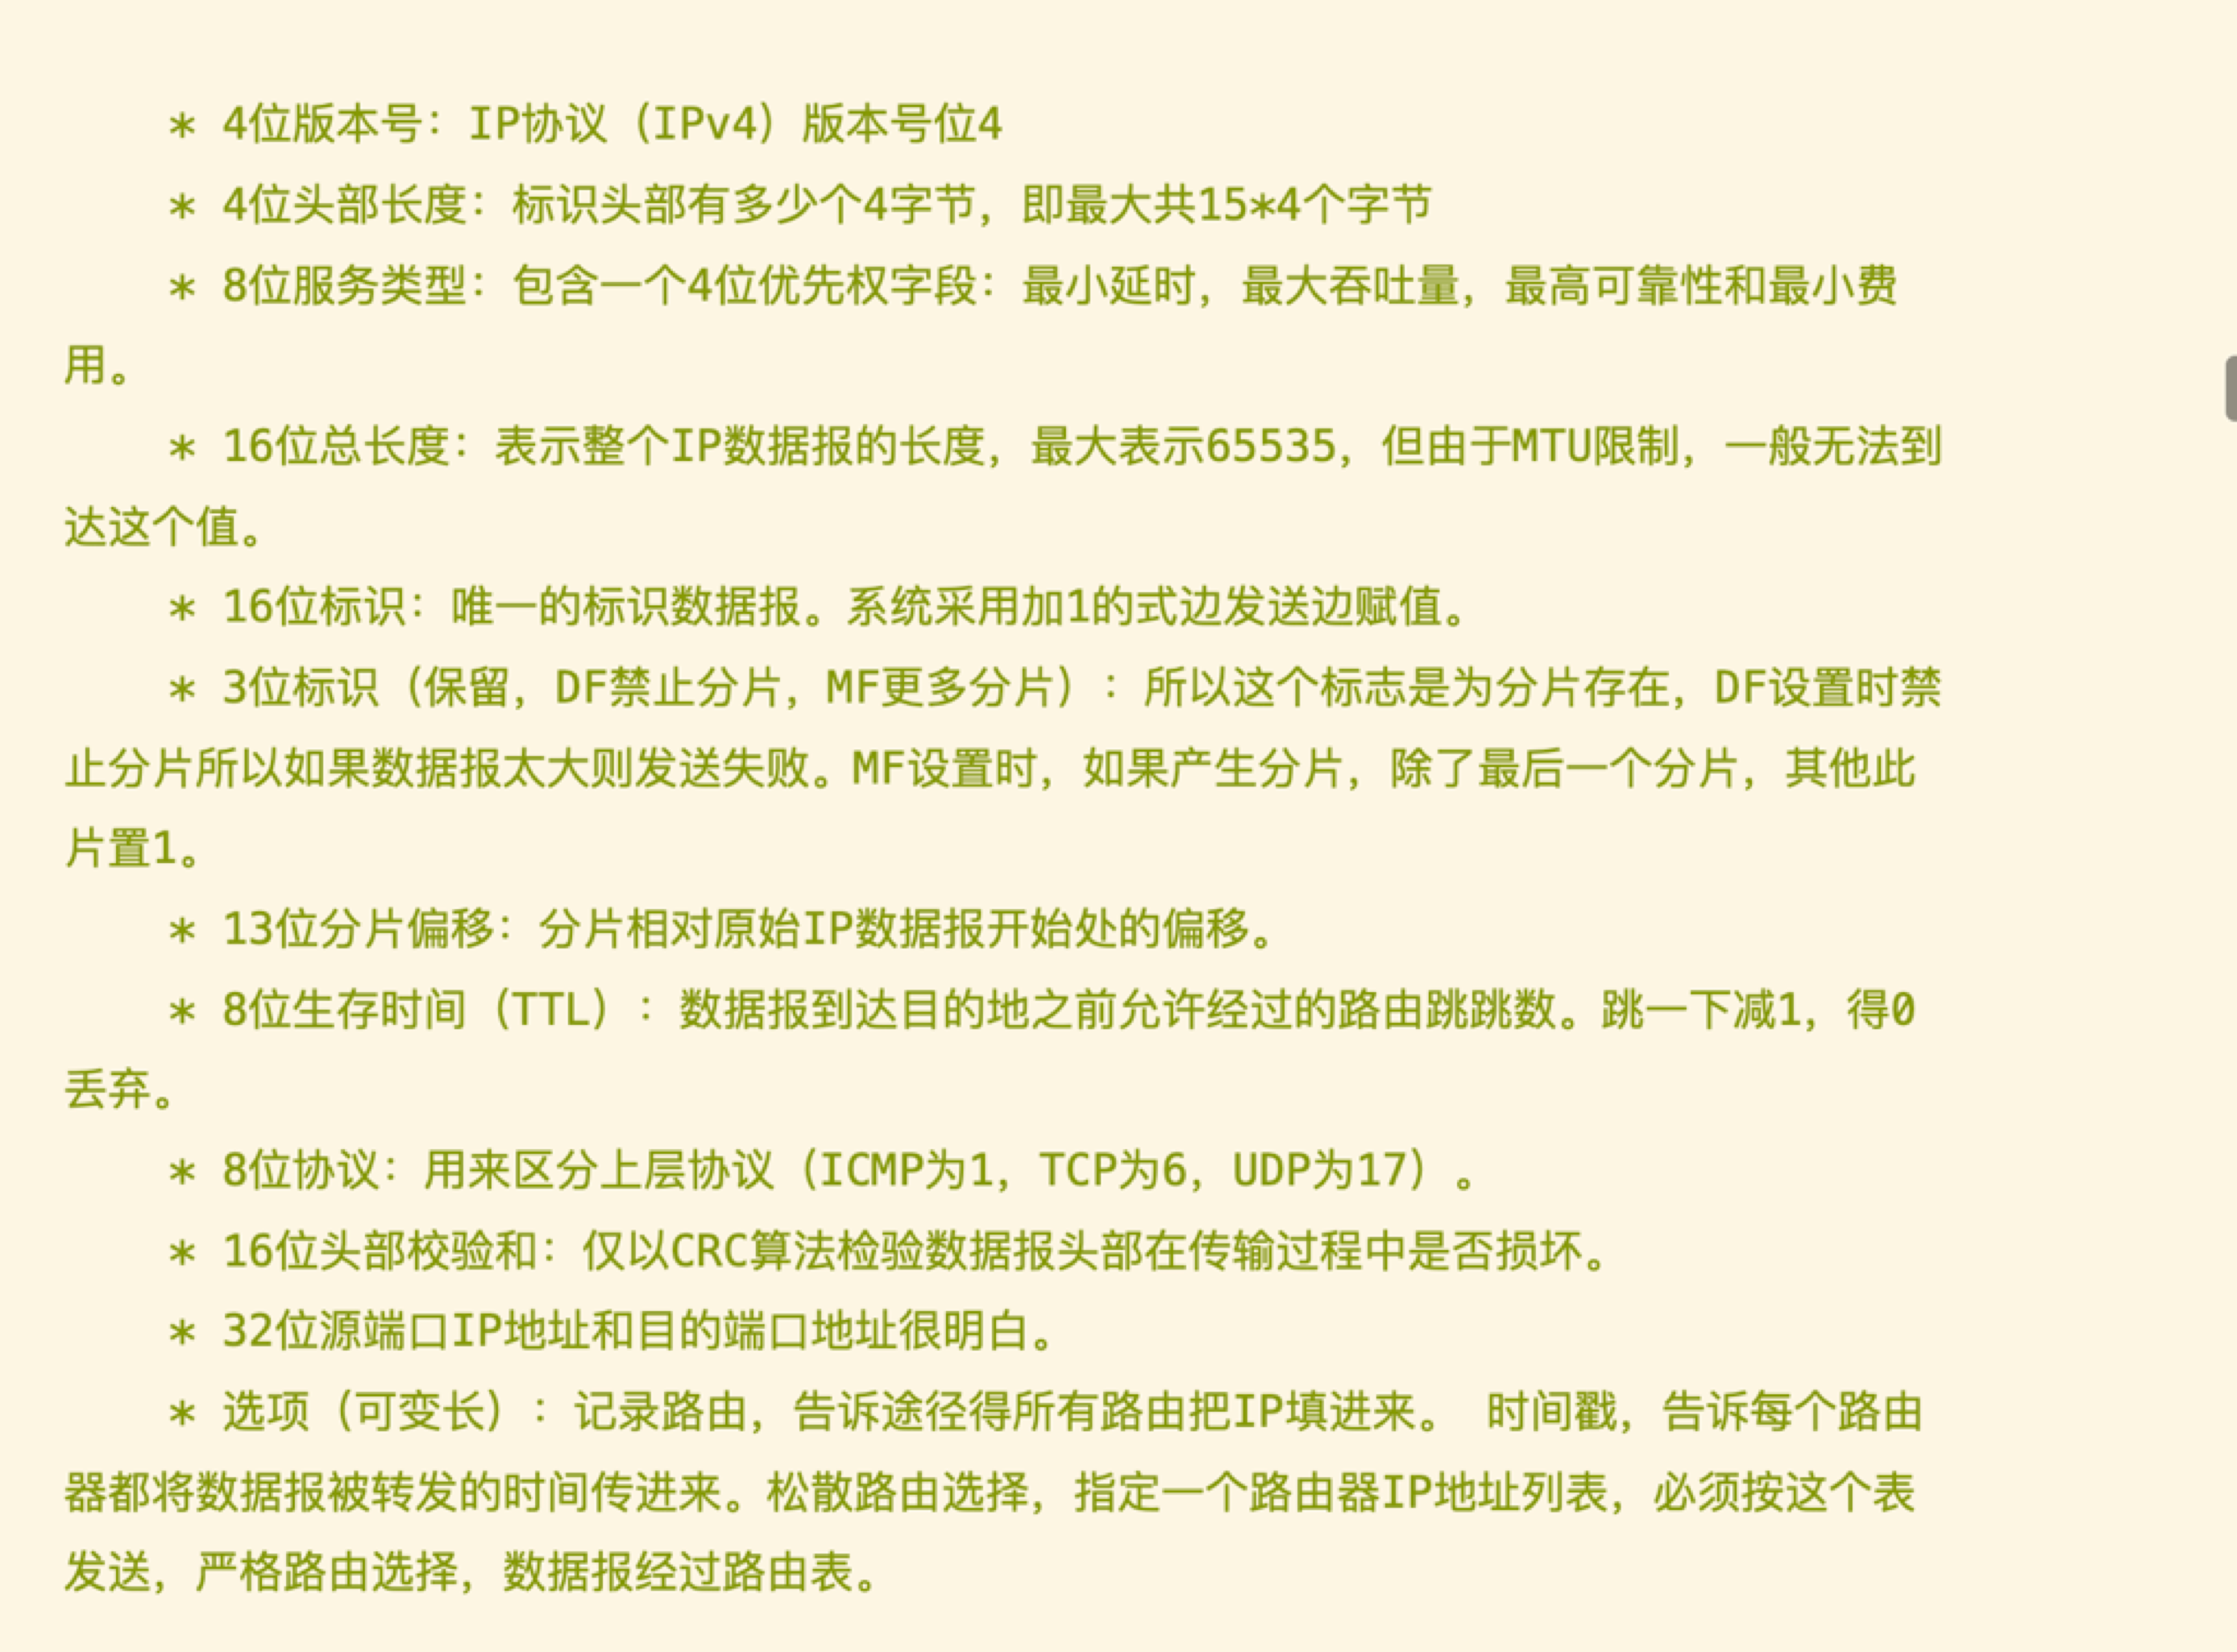 * 4位版本号：IP协议（IPv4）版本号位4
* 4位头部长度：标识头部有多少个4字节，即最大共15*4个字节
* 8位服务类型：包含一个4位优先权字段：最小延时，最大吞吐量，最高可靠性和最小费
用。
* 16位总长度：表示整个IP数据报的长度，最大表示65535，但由于MTU限制，一般无法到
达这个值。
* 16位标识：唯一的标识数据报。系统采用加1的式边发送边赋值。
* 3位标识（保留，DF禁止分片，MF更多分片）：所以这个标志是为分片存在，DF设置时禁
止分片所以如果数据报太大则发送失败。MF设置时，如果产生分片，除了最后一个分片，其他此
片置1。
* 13位分片偏移：分片相对原始IP数据报开始处的偏移。
* 8位生存时间（TTL）：数据报到达目的地之前允许经过的路由跳跳数。跳一下减1，得0
丢弃。
* 8位协议：用来区分上层协议（ICMP为1，TCP为6，UDP为17）。
* 16位头部校验和：仅以CRC算法检验数据报头部在传输过程中是否损坏。
* 32位源端口IP地址和目的端口地址很明白。
* 选项（可变长）：记录路由，告诉途径得所有路由把IP填进来。 时间戳，告诉每个路由
器都将数据报被转发的时间传进来。松散路由选择，指定一个路由器IP地址列表，必须按这个表
发送，严格路由选择，数据报经过路由表。